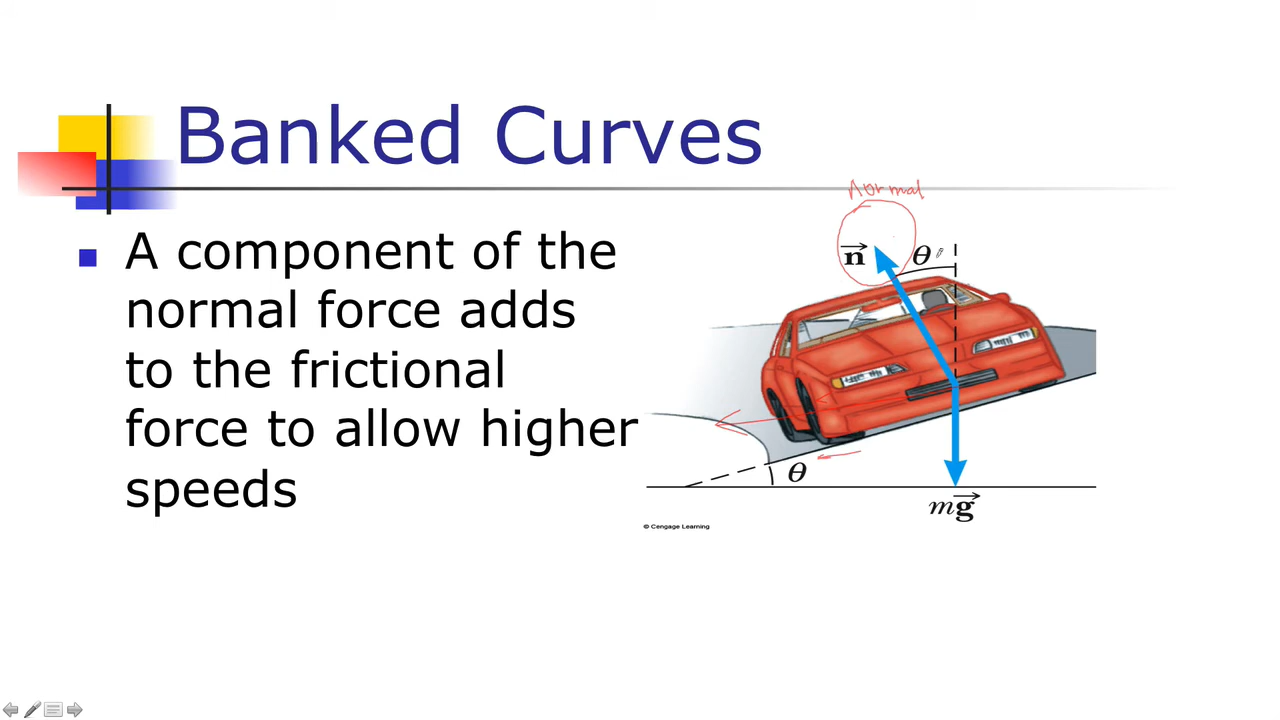 Banked Curves
A component of the
normal force adds
to the frictional
force to allow higher
speeds
Normal
n θ
θ
mg
© Cengage Learning